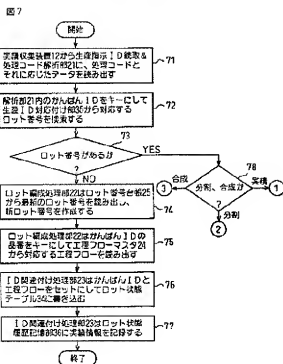 図7
開始
実績収集装置12から生産指示ID読取&
処理コード解析部21に、処理コードと
それに応じたデータを読み出す
71
解析部21内のかんばんIDをキーにして
生産ID対応付け部35から対応する
ロット番号を検索する
72
73
ロット番号があるか
?
YES
NO
78
分割、合成か
?
合成
実績
分割
3
1
2
ロット編成処理部22はロット番号台帳25
から最新のロット番号を読み出し、
新ロット番号を作成する
74
ロット編成処理部22はかんばんIDの
品番をキーにして工程フローマスタ24
から対応する工程フローを読み出す
75
ID関連付け処理部23はかんばんIDと
工程フローをセットにしてロット状態
テーブル34に書き込む
76
ID関連付け処理部23はロット状態
履歴記憶部36に実績情報を記録する
77
終了